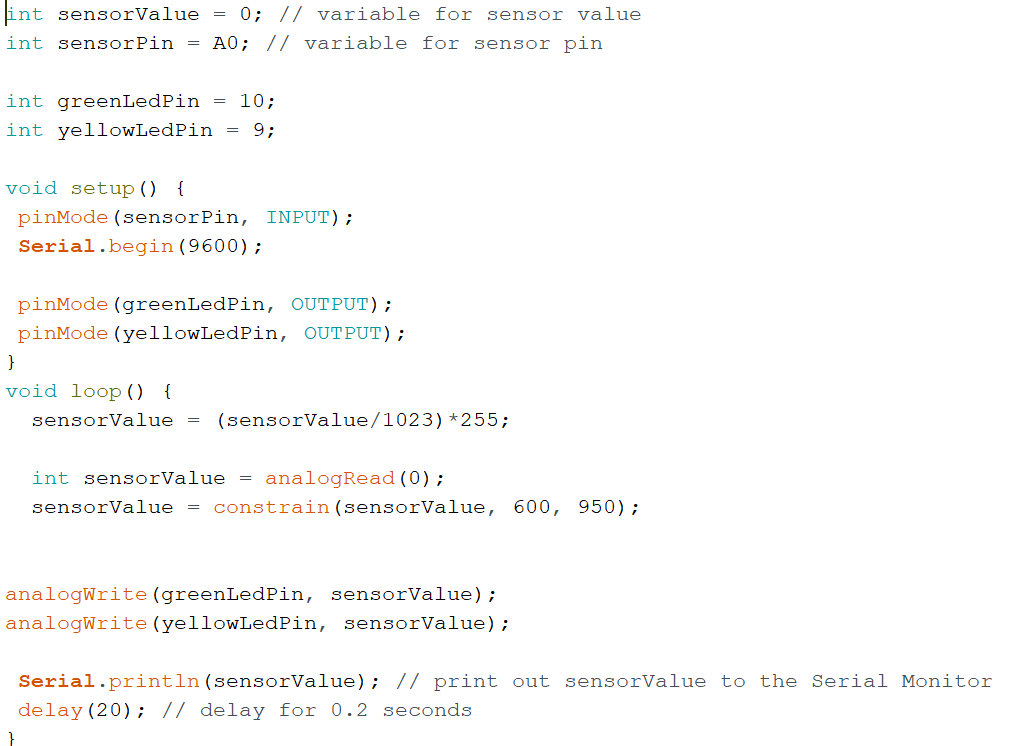 int sensorValue = 0; // variable for sensor value
int sensorPin = A0; // variable for sensor pin
int greenLedPin = 10;
int yellowLedPin = 9;
void setup() {
pinMode(sensorPin, INPUT);
Serial.begin(9600);
pinMode(greenLedPin, OUTPUT);
pinMode(yellowLedPin, OUTPUT);
}
void loop() {
sensorValue = (sensorValue/1023)*255;
int sensorValue = analogRead(0);
sensorValue = constrain(sensorValue, 600, 950);
analogWrite(greenLedPin, sensorValue);
analogWrite(yellowLedPin, sensorValue);
Serial.println(sensorValue); // print out sensorValue to the Serial Monitor
delay(20); // delay for 0.2 seconds
}